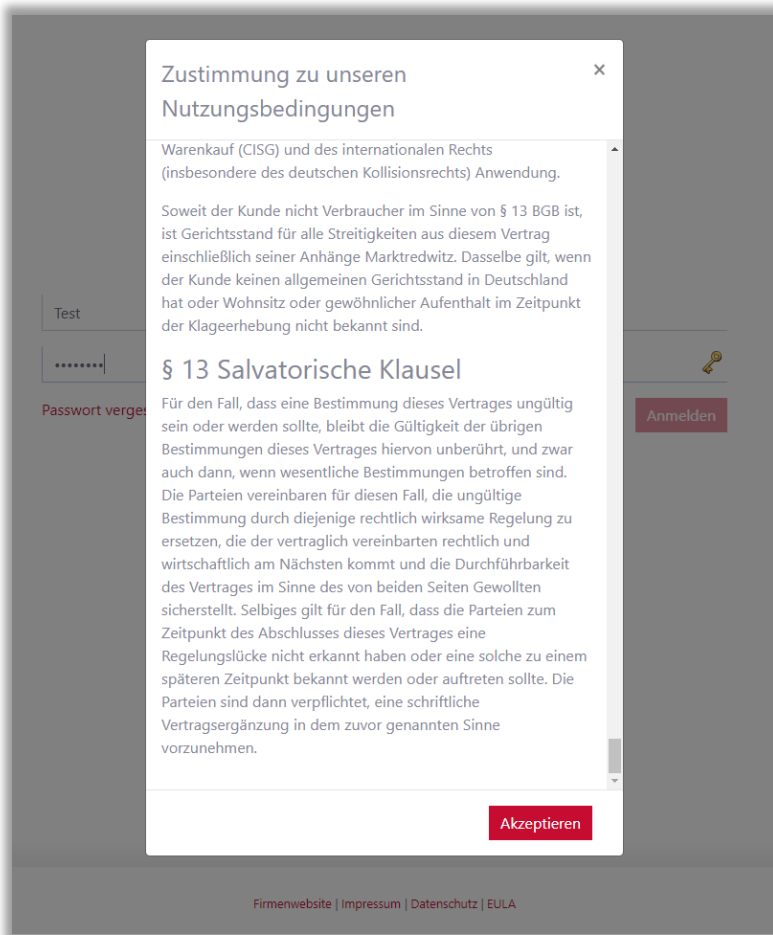 Zustimmung zu unseren
Nutzungsbedingungen
×
Warenkauf (CISG) und des internationalen Rechts
(insbesondere des deutschen Kollisionsrechts) Anwendung.
Soweit der Kunde nicht Verbraucher im Sinne von § 13 BGB ist,
ist Gerichtsstand für alle Streitigkeiten aus diesem Vertrag
einschließlich seiner Anhänge Marktredwitz. Dasselbe gilt, wenn
der Kunde keinen allgemeinen Gerichtsstand in Deutschland
hat oder Wohnsitz oder gewöhnlicher Aufenthalt im Zeitpunkt
der Klageerhebung nicht bekannt sind.
§ 13 Salvatorische Klausel
Für den Fall, dass eine Bestimmung dieses Vertrages ungültig
sein oder werden sollte, bleibt die Gültigkeit der übrigen
Bestimmungen dieses Vertrages hiervon unberührt, und zwar
auch dann, wenn wesentliche Bestimmungen betroffen sind.
Die Parteien vereinbaren für diesen Fall, die ungültige
Bestimmung durch diejenige rechtlich wirksame Regelung zu
ersetzen, die der vertraglich vereinbarten rechtlich und
wirtschaftlich am Nächsten kommt und die Durchführbarkeit
des Vertrages im Sinne des von beiden Seiten Gewollten
sicherstellt. Selbiges gilt für den Fall, dass die Parteien zum
Zeitpunkt des Abschlusses dieses Vertrages eine
Regelungslücke nicht erkannt haben oder eine solche zu einem
späteren Zeitpunkt bekannt werden oder auftreten sollte. Die
Parteien sind dann verpflichtet, eine schriftliche
Vertragsergänzung in dem zuvor genannten Sinne
vorzunehmen.
Akzeptieren
Test
••••••••
Passwort verges
Anmelden
Firmenwebsite | Impressum | Datenschutz | EULA